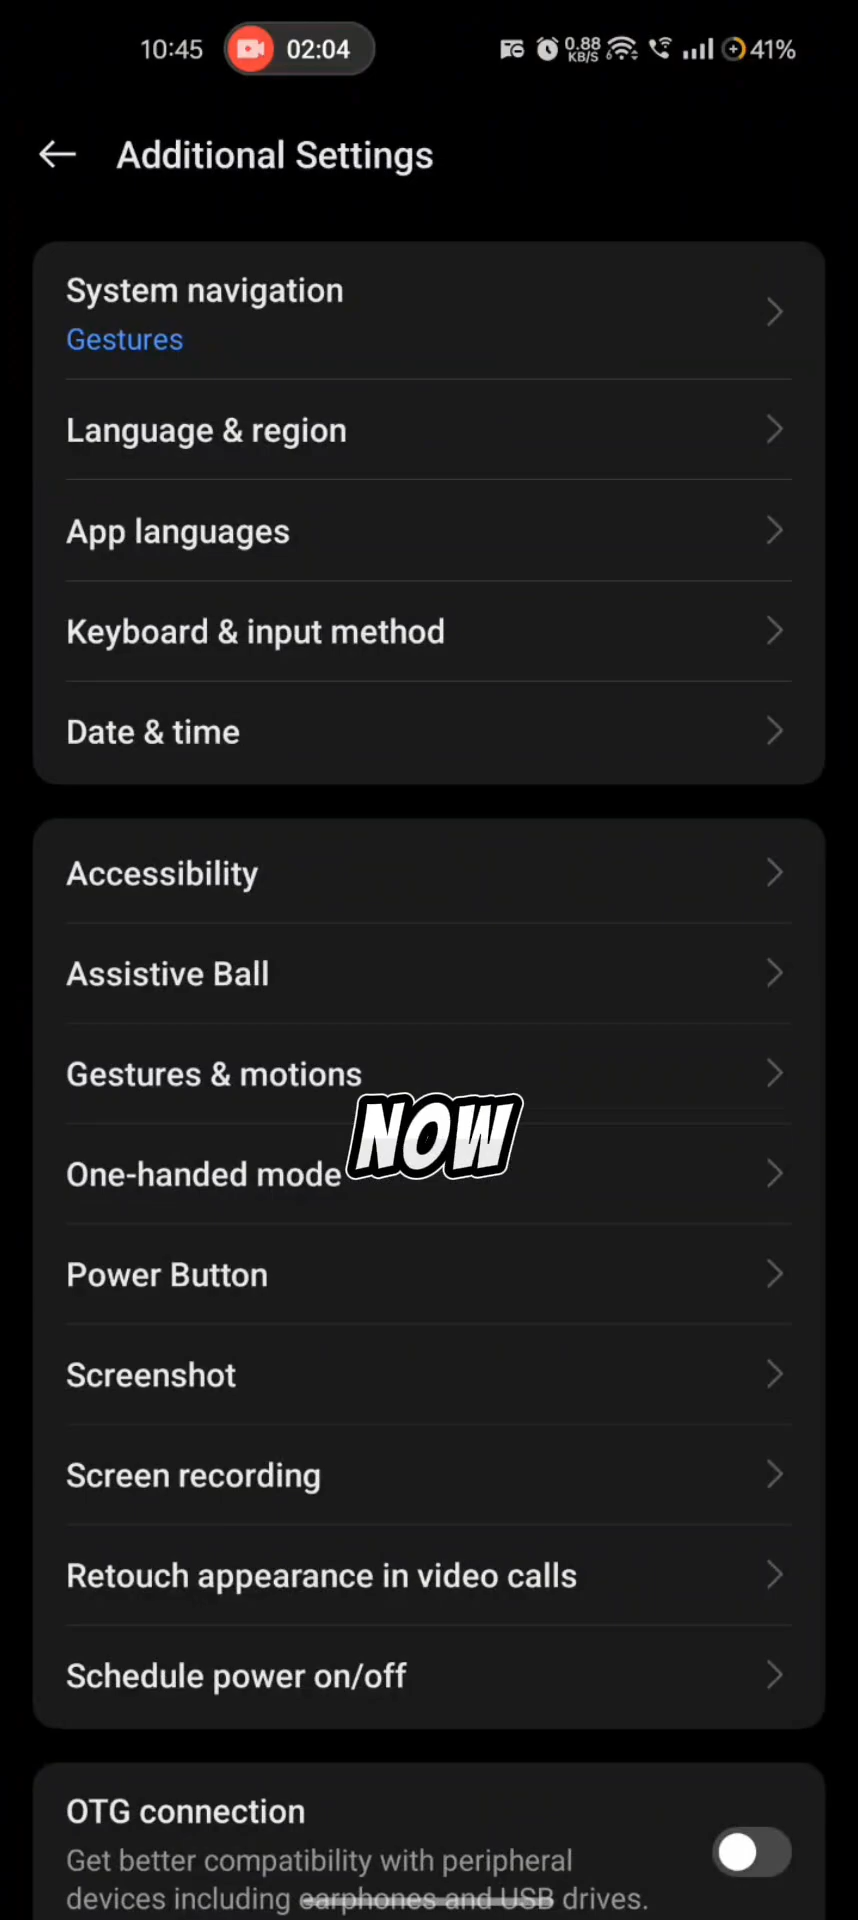 10:45 02:04 0.88 KB/S 41%
Additional Settings
System navigation
Gestures
Language & region
App languages
Keyboard & input method
Date & time
Accessibility
Assistive Ball
Gestures & motions
NOW
One-handed mode
Power Button
Screenshot
Screen recording
Retouch appearance in video calls
Schedule power on/off
OTG connection
Get better compatibility with peripheral
devices including earphones and USB drives.